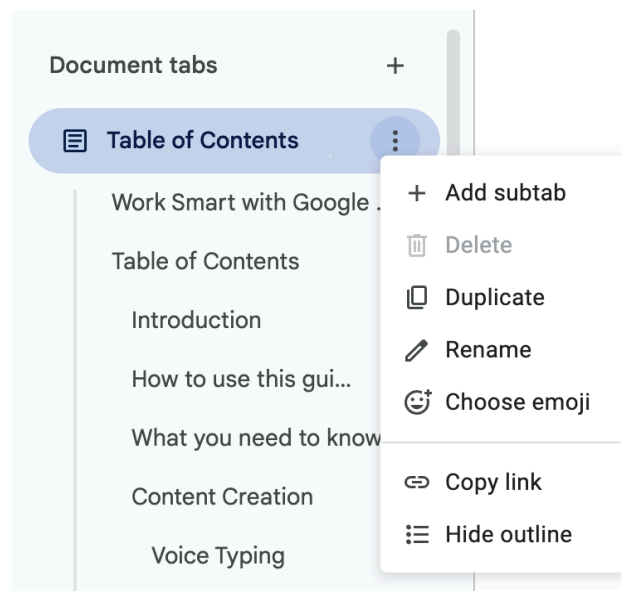 Document tabs
Table of Contents
Work Smart with Google .
Table of Contents
Introduction
How to use this gui...
What you need to know
Content Creation
Voice Typing
Add subtab
Delete
Duplicate
Rename
Choose emoji
Copy link
Hide outline